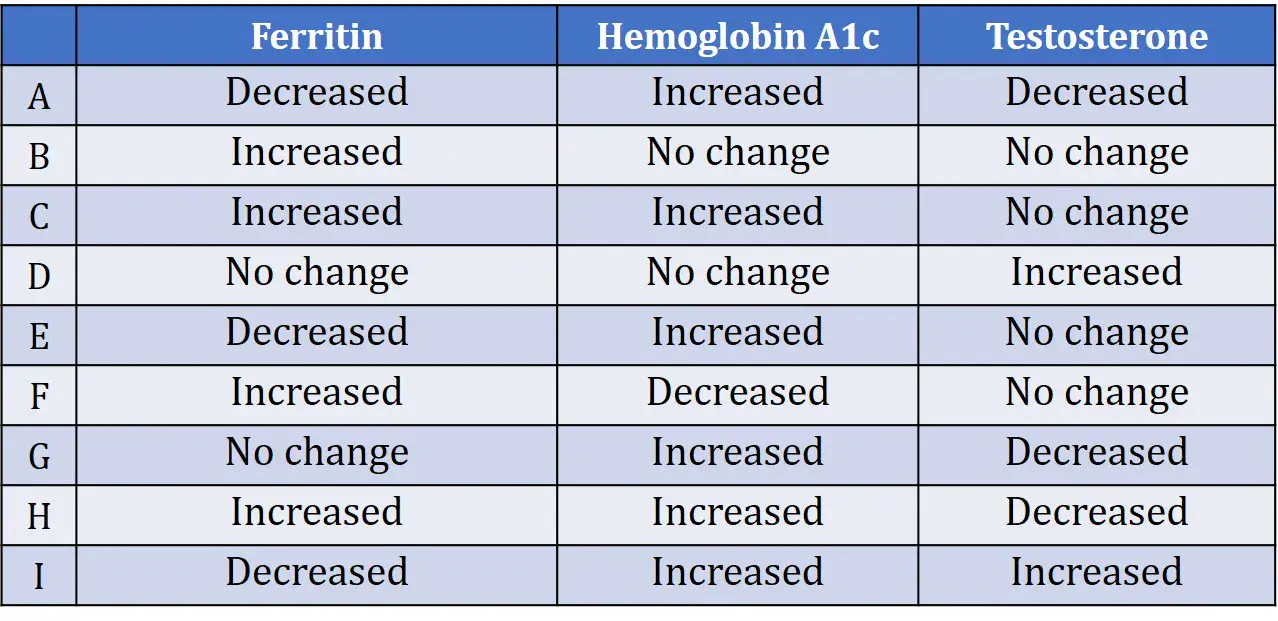 Ferritin Hemoglobin A1c Testosterone
A Decreased Increased Decreased
B Increased No change No change
C Increased Increased No change
D No change No change Increased
E Decreased Increased No change
F Increased Decreased No change
G No change Increased Decreased
H Increased Increased Decreased
I Decreased Increased Increased